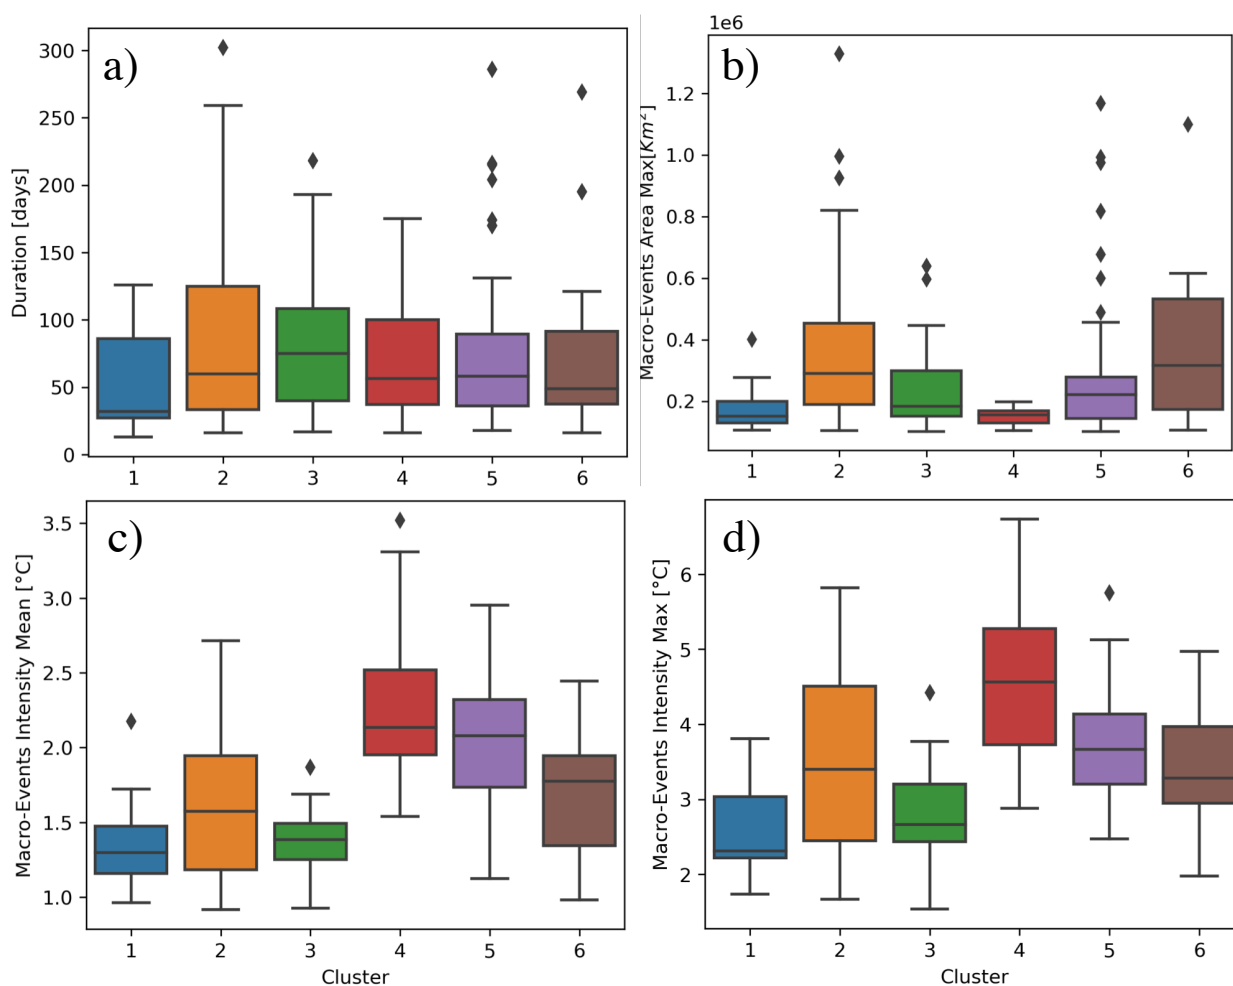 a)
Duration [days]
300
250
200
150
100
50
0
1 2 3 4 5 6
1e6
b)
Macro-Events Area Max[Km²]
1.2
1.0
0.8
0.6
0.4
0.2
1 2 3 4 5 6
c)
Macro-Events Intensity Mean [°C]
3.5
3.0
2.5
2.0
1.5
1.0
1 2 3 4 5 6
Cluster
d)
Macro-Events Intensity Max [°C]
6
5
4
3
2
1 2 3 4 5 6
Cluster